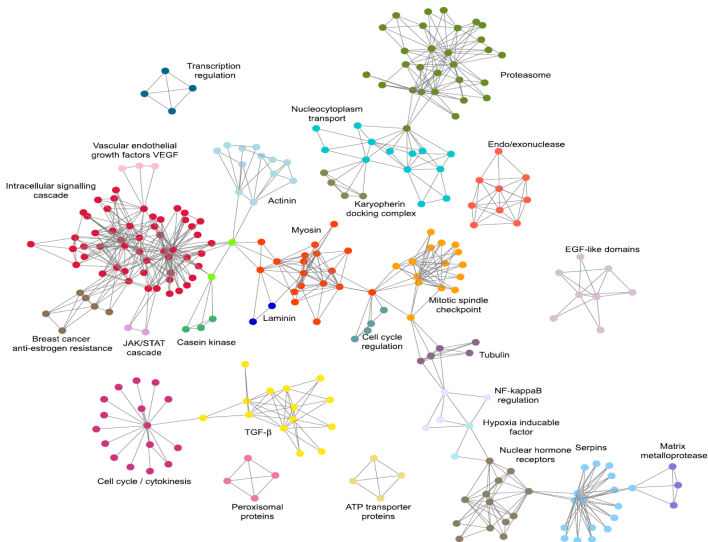 Transcription
regulation
Proteasome
Nucleocytoplasm
transport
Vascular endothelial
growth factors VEGF
Endo/exonuclease
Intracellular signalling
cascade
Actinin
Karyopherin
docking complex
Myosin
EGF-like domains
Mitotic spindle
checkpoint
Laminin
Breast cancer
anti-estrogen resistance
JAK/STAT
cascade
Casein kinase
Cell cycle
regulation
Tubulin
NF-kappaB
regulation
TGF-β
Hypoxia inducable
factor
Nuclear hormone
receptors
Serpins
Matrix
metalloprotease
Cell cycle / cytokinesis
Peroxisomal
proteins
ATP transporter
proteins